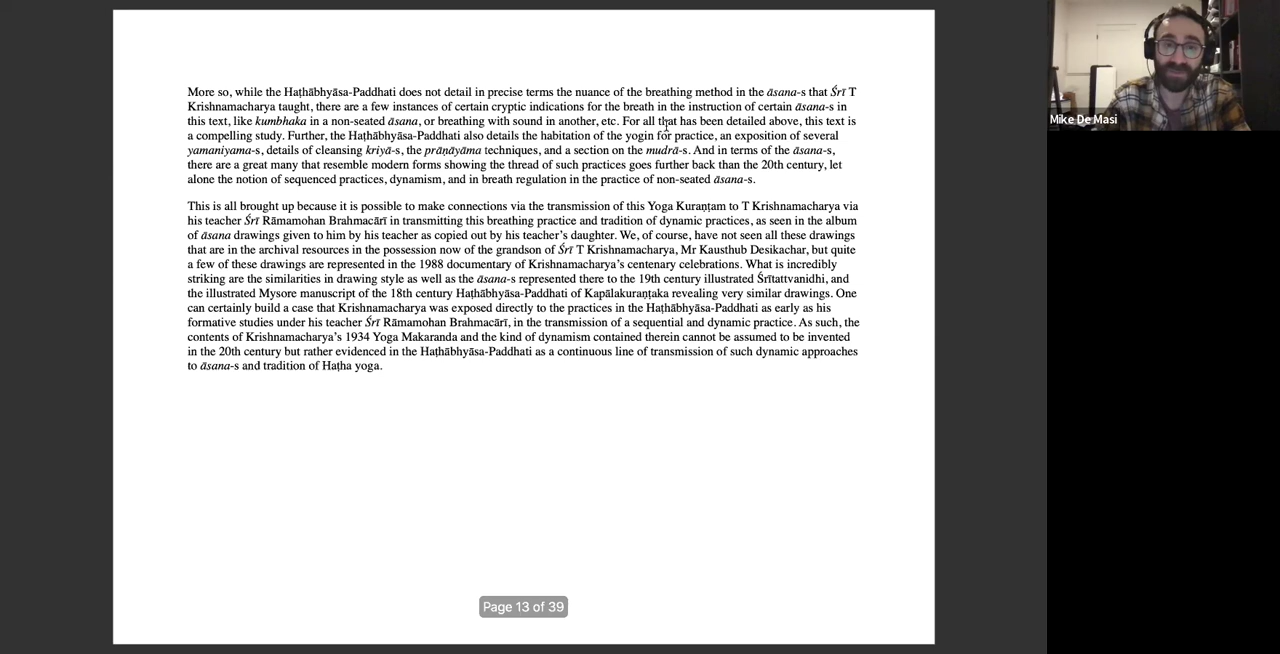 More so, while the Haṭhābhyāsa-Paddhati does not detail in precise terms the nuance of the breathing method in the āsana-s that Śrī T
Krishnamacharya taught, there are a few instances of certain cryptic indications for the breath in the instruction of certain āsana-s in
this text, like kumbhaka in a non-seated āsana, or breathing with sound in another, etc. For all that has been detailed above, this text is
a compelling study. Further, the Haṭhābhyāsa-Paddhati also details the habitation of the yogin for practice, an exposition of several
yamaniyama-s, details of cleansing kriyā-s, the prāṇāyāma techniques, and a section on the mudrā-s. And in terms of the āsana-s,
there are a great many that resemble modern forms showing the thread of such practices goes further back than the 20th century, let
alone the notion of sequenced practices, dynamism, and in breath regulation in the practice of non-seated āsana-s.
This is all brought up because it is possible to make connections via the transmission of this Yoga Kuraṇṭam to T Krishnamacharya via
his teacher Śrī Rāmamohan Brahmacārī in transmitting this breathing practice and tradition of dynamic practices, as seen in the album
of āsana drawings given to him by his teacher as copied out by his teacher's daughter. We, of course, have not seen all these drawings
that are in the archival resources in the possession now of the grandson of Śrī T Krishnamacharya, Mr Kausthub Desikachar, but quite
a few of these drawings are represented in the 1988 documentary of Krishnamacharya's centenary celebrations. What is incredibly
striking are the similarities in drawing style as well as the āsana-s represented there to the 19th century illustrated Śrītattvanidhi, and
the illustrated Mysore manuscript of the 18th century Haṭhābhyāsa-Paddhati of Kapālakuraṇṭaka revealing very similar drawings. One
can certainly build a case that Krishnamacharya was exposed directly to the practices in the Haṭhābhyāsa-Paddhati as early as his
formative studies under his teacher Śrī Rāmamohan Brahmacārī, in the transmission of a sequential and dynamic practice. As such, the
contents of Krishnamacharya's 1934 Yoga Makaranda and the kind of dynamism contained therein cannot be assumed to be invented
in the 20th century but rather evidenced in the Haṭhābhyāsa-Paddhati as a continuous line of transmission of such dynamic approaches
to āsana-s and tradition of Haṭha yoga.
Page 13 of 39
Mike De Masi